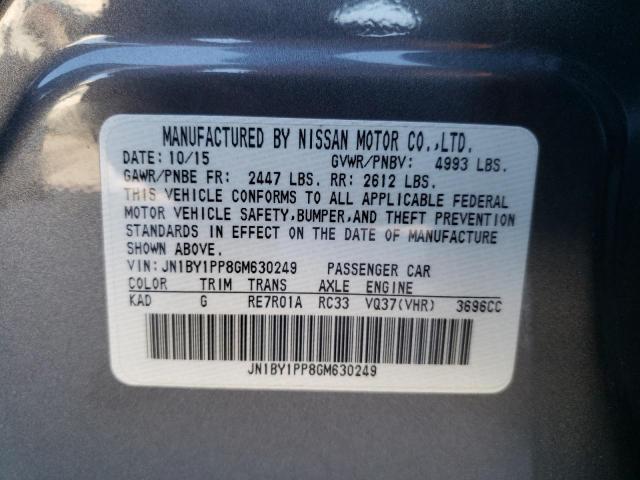 MANUFACTURED BY NISSAN MOTOR CO.,LTD.
DATE: 10/15 GVWR/PNBV: 4993 LBS.
GAWR/PNBE FR: 2447 LBS. RR: 2612 LBS.
THIS VEHICLE CONFORMS TO ALL APPLICABLE FEDERAL
MOTOR VEHICLE SAFETY,BUMPER,AND THEFT PREVENTION
STANDARDS IN EFFECT ON THE DATE OF MANUFACTURE
SHOWN ABOVE.
VIN: JN1BY1PP8GM630249 PASSENGER CAR
COLOR TRIM TRANS AXLE ENGINE
KAD G RE7R01A RC33 VQ37(VHR) 3696CC
JN1BY1PP8GM630249